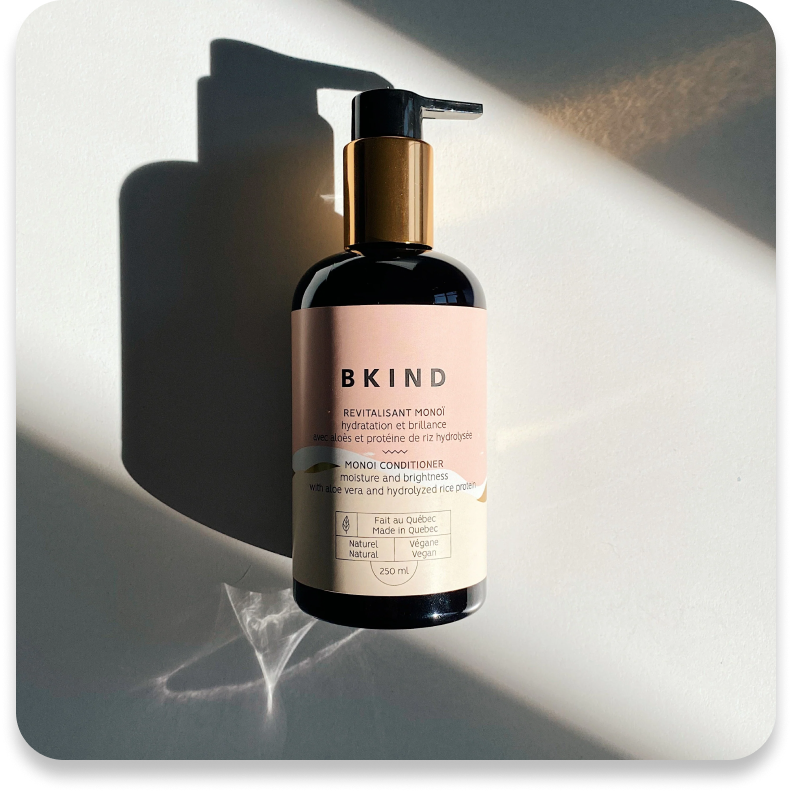 BKIND
REVITALISANT MONOÏ
hydratation et brillance
avec aloès et protéine de riz hydrolysée
MONOI CONDITIONER
moisture and brightness
with aloe vera and hydrolyzed rice protein
Fait au Québec
Made in Quebec
Naturel
Natural
Végane
Vegan
250 ml